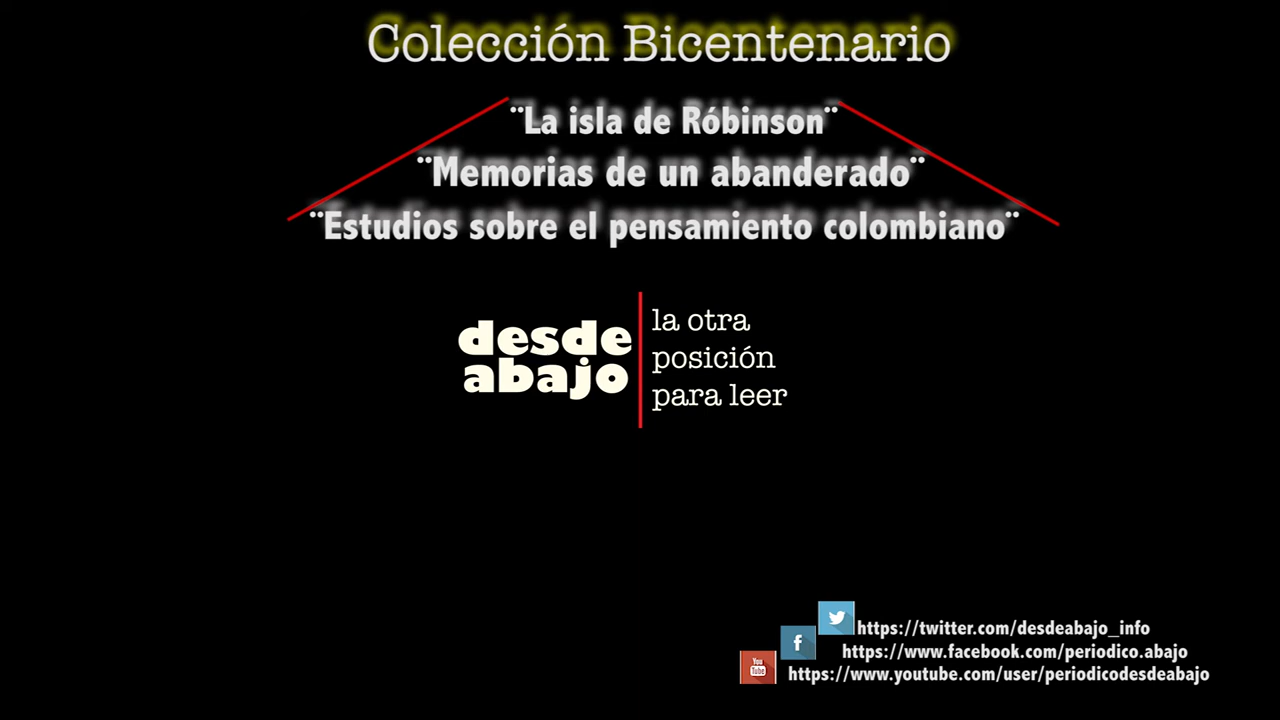 Colección Bicentenario
¨La isla de Róbinson¨
¨Memorias de un abanderado¨
¨Estudios sobre el pensamiento colombiano¨
desde
abajo
la otra
posición
para leer
https://twitter.com/desdeabajo_info
https://www.facebook.com/periodico.abajo
You
Tube
https://www.youtube.com/user/periodicodesdeabajo